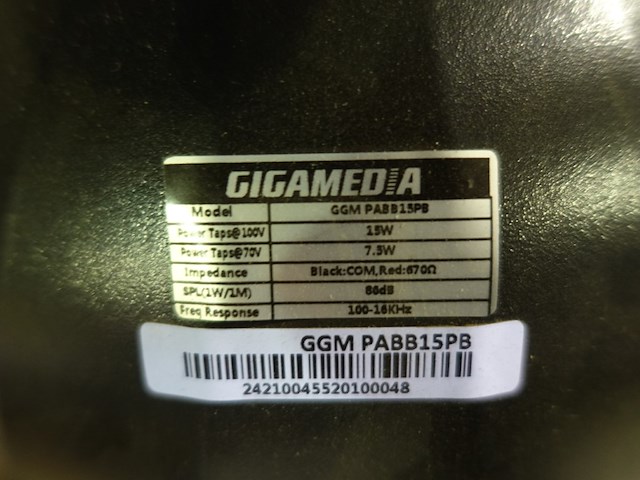 GIGAMEDIA
Model GGM PABB15PB
Power Taps@100V 15W
Power Taps@70V 7.5W
Impedance Black:COM,Red:670Ω
SPL(1W/1M) 86dB
Freq Response 100-16KHz
GGM PABB15PB
24210045520100048